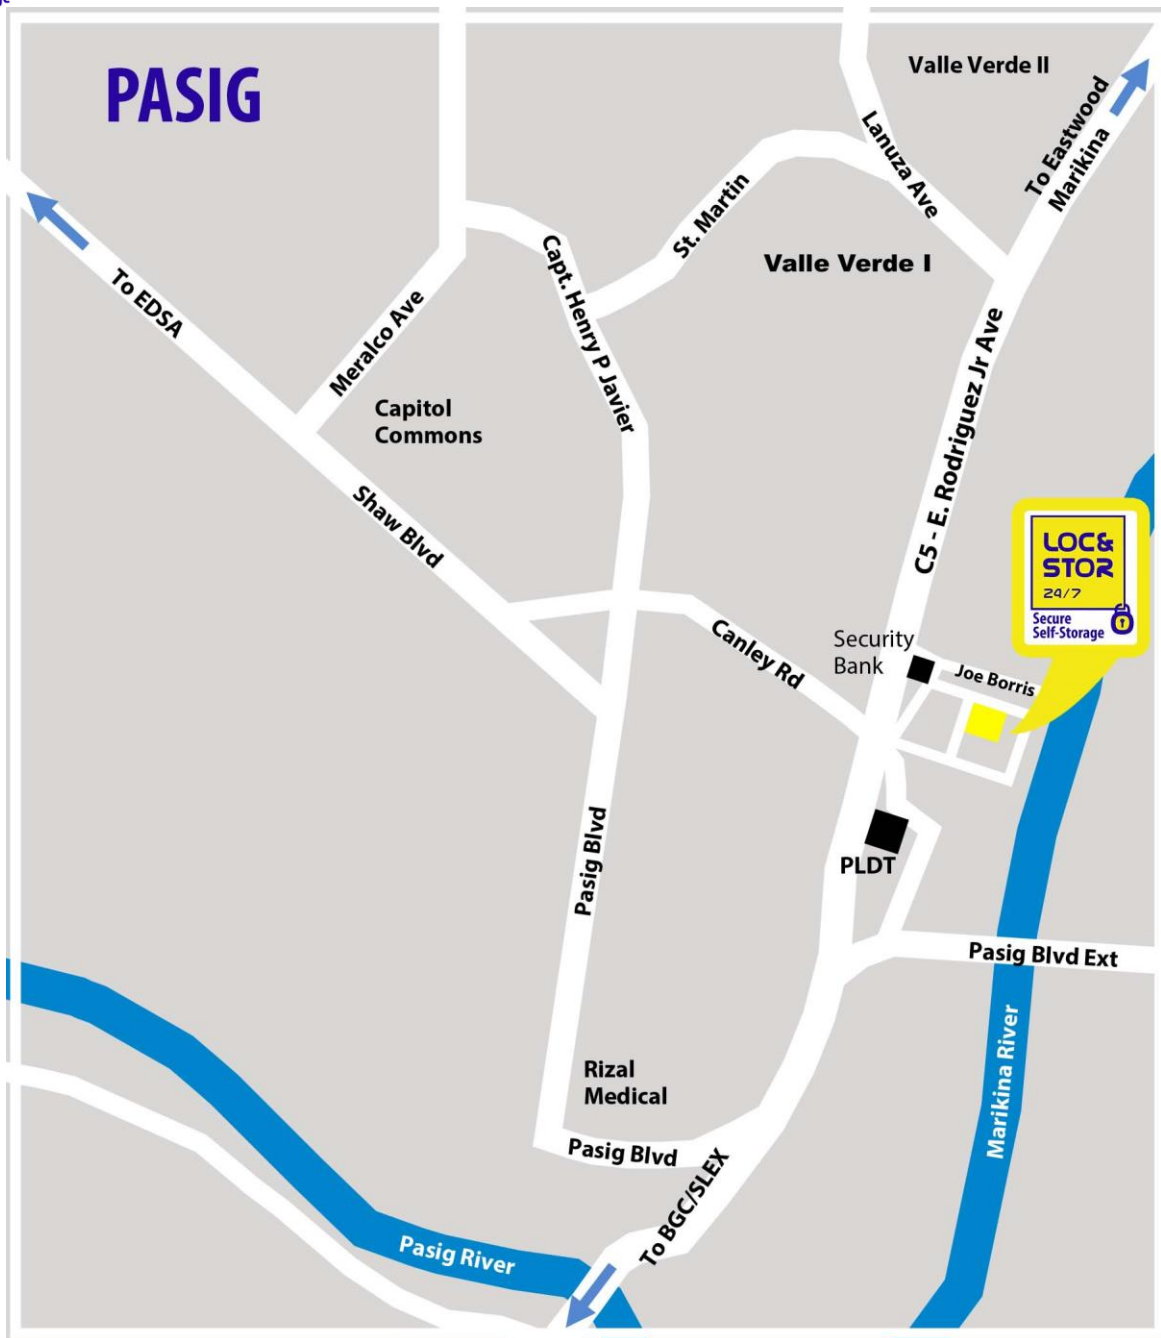 PASIG
Valle Verde II
To Eastwood
Marikina
Lanuza Ave
St. Martin
Valle Verde I
Capt. Henry P Javier
To EDSA
Meralco Ave
C5 - E. Rodriguez Jr Ave
Capitol
Commons
Shaw Blvd
LOC&
STOR
24/7
Secure
Self-Storage
Canley Rd
Security
Bank
Joe Borris
Pasig Blvd
PLDT
Pasig Blvd Ext
Marikina River
Rizal
Medical
Pasig Blvd
To BGC/SLEX
Pasig River